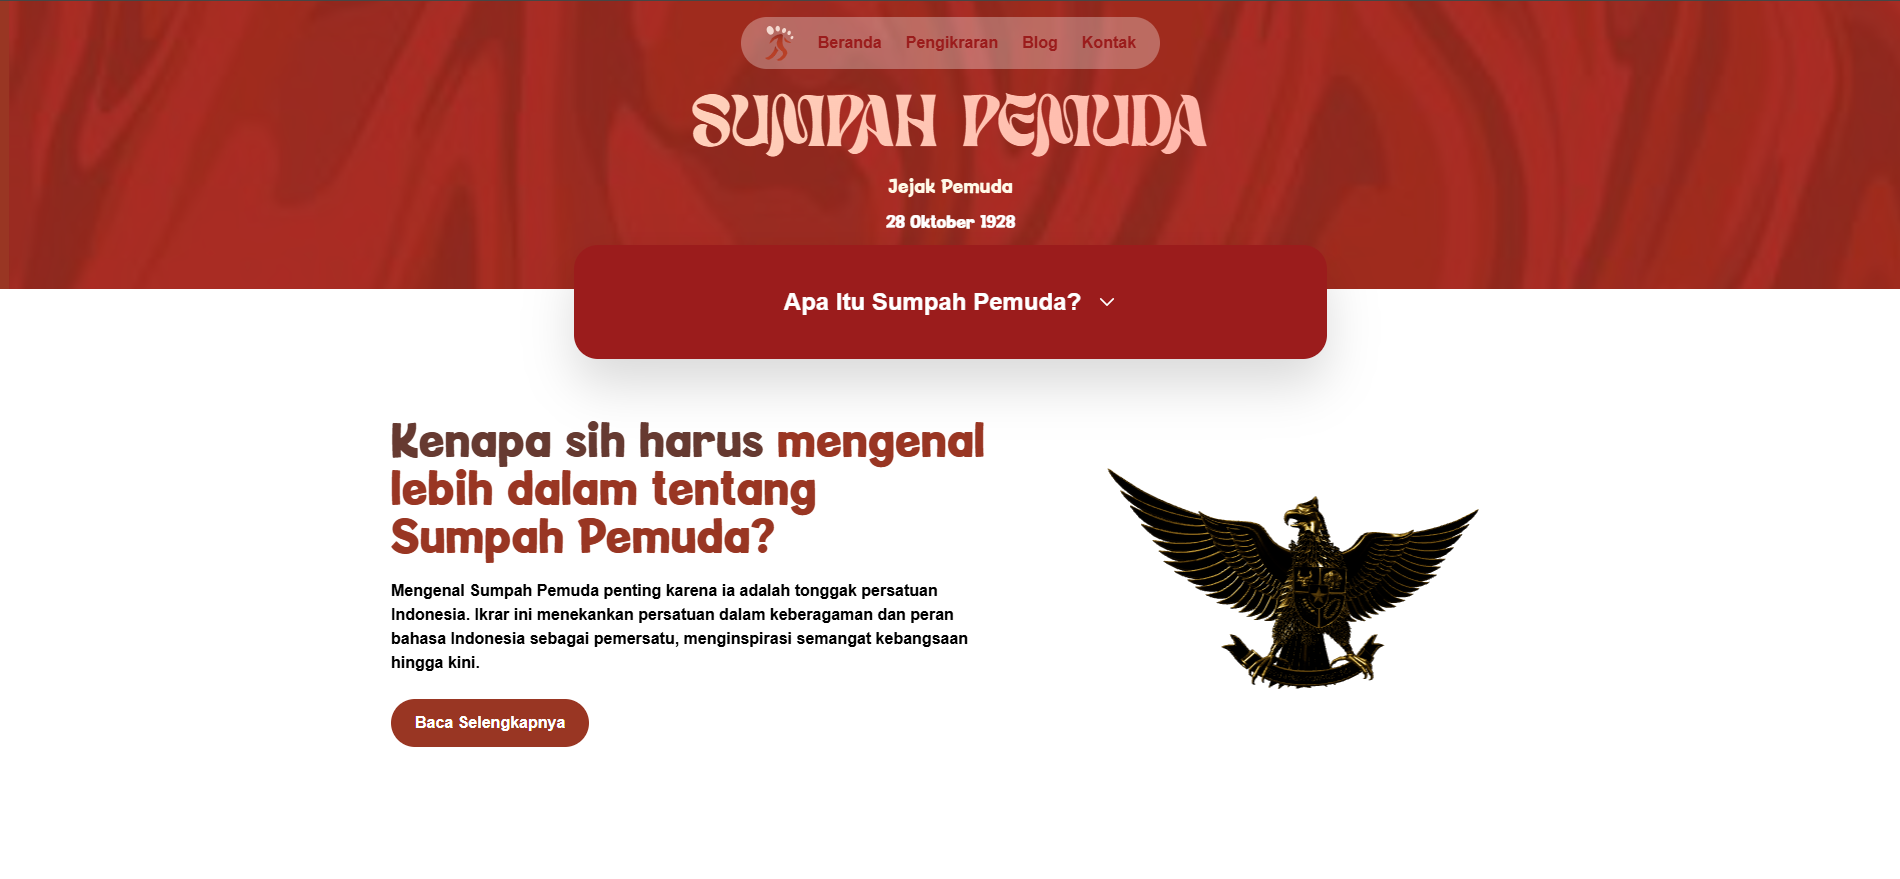 Beranda Pengikraran Blog Kontak
SUMPAH PEMUDA
Jejak Pemuda
28 Oktober 1928
Apa Itu Sumpah Pemuda?
Kenapa sih harus mengenal
lebih dalam tentang
Sumpah Pemuda?
Mengenal Sumpah Pemuda penting karena ia adalah tonggak persatuan
Indonesia. Ikrar ini menekankan persatuan dalam keberagaman dan peran
bahasa Indonesia sebagai pemersatu, menginspirasi semangat kebangsaan
hingga kini.
Baca Selengkapnya